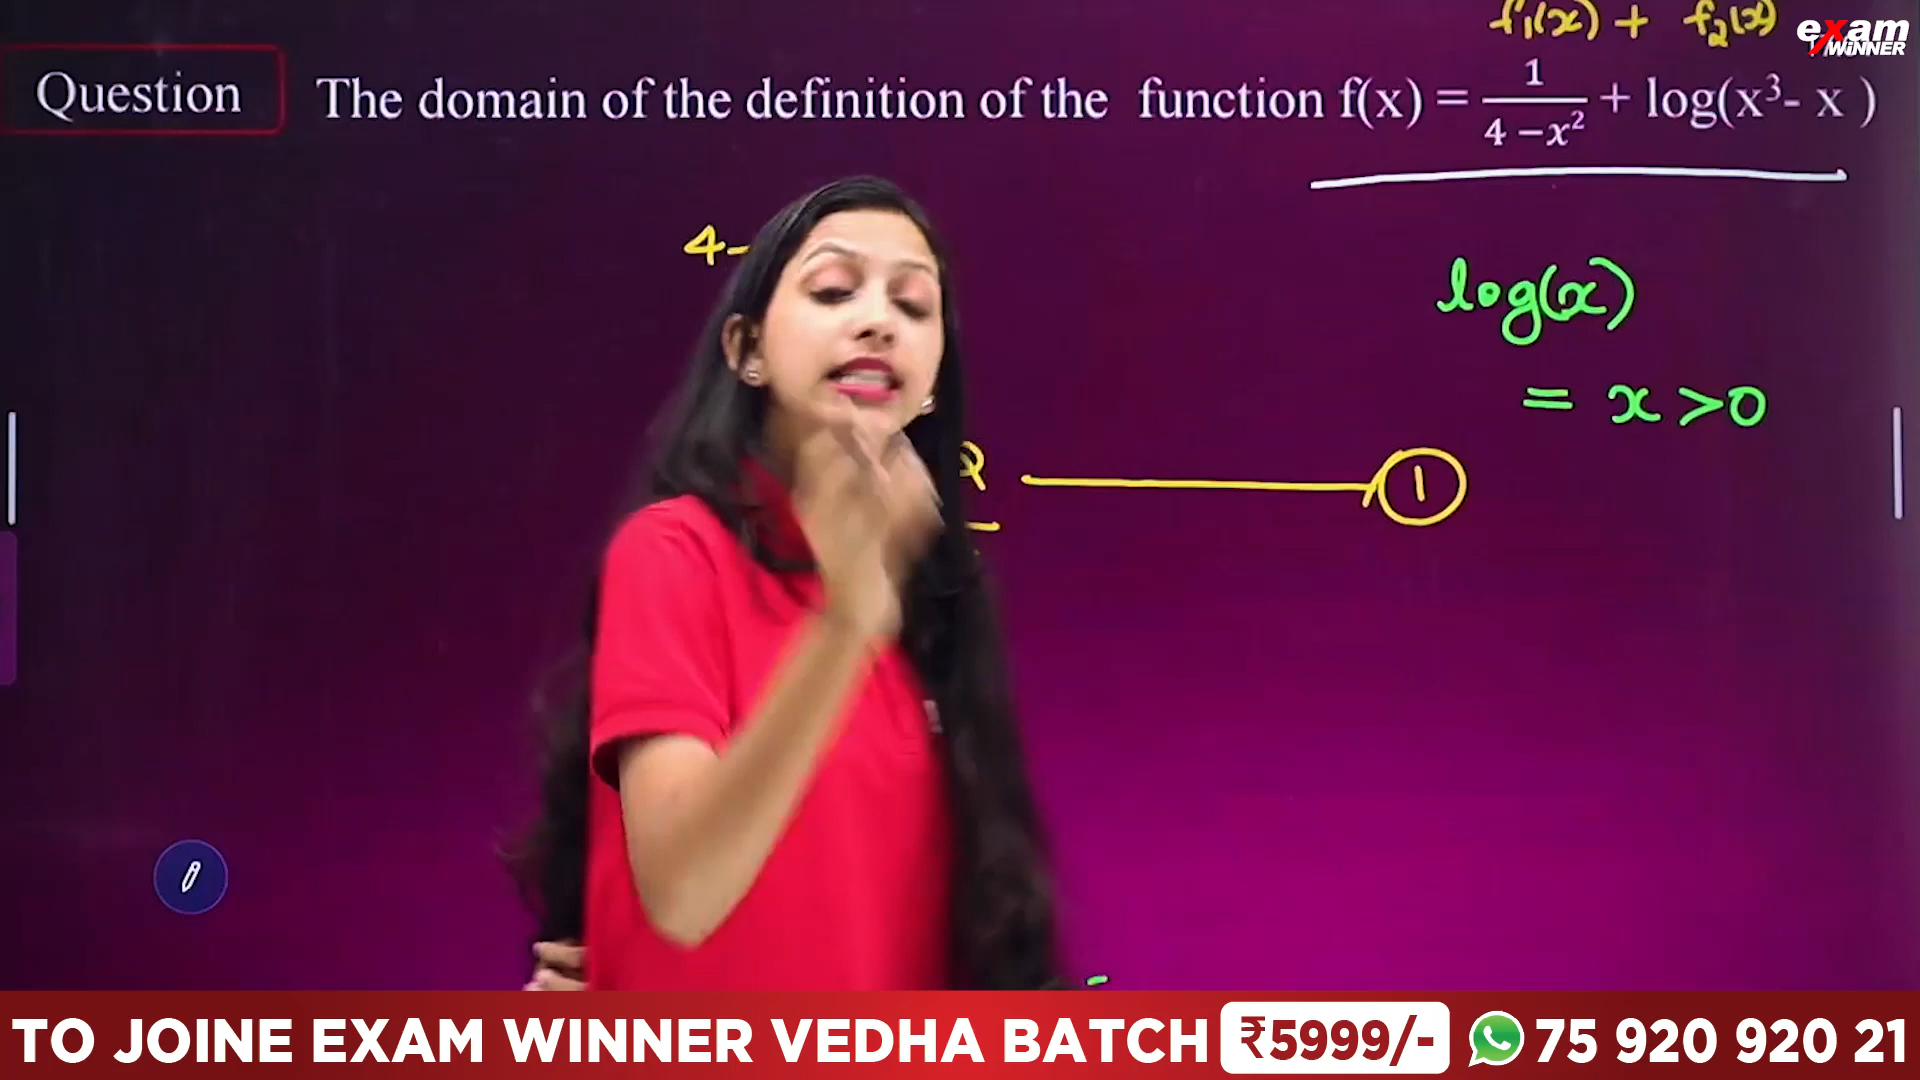 f₁(x) + f₂(x)
exam WiNNER
Question The domain of the definition of the function f(x) = 1/(4 – x²) + log(x³- x )
4-
log(x)
= x >0
1
TO JOINE EXAM WINNER VEDHA BATCH ₹5999/- 75 920 920 21